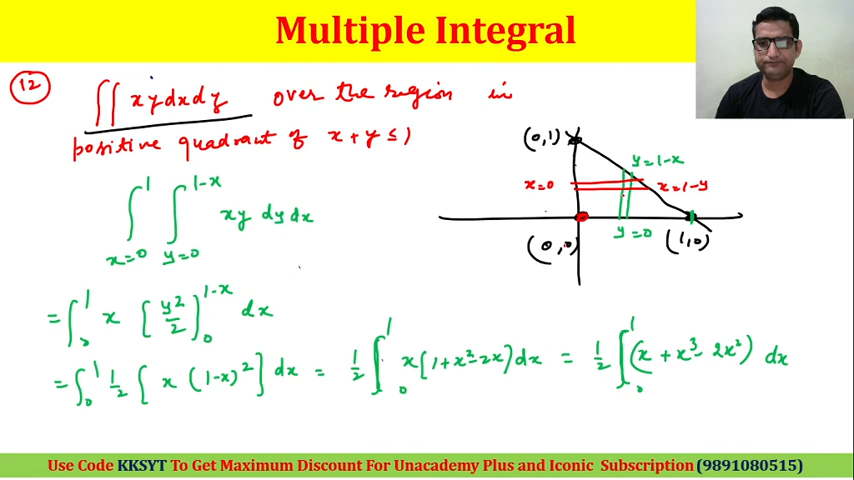 Multiple Integral
12 ∬ xy dx dy over the region in
positive quadrant of x + y ≤ 1
(0,1)
y = 1-x
x=0
x = 1-y
(0,0)
y = 0
(1,0)
∫_{x=0}^{1} ∫_{y=0}^{1-x} xy dy dx
= ∫_0^1 x [y²/2]_0^{1-x} dx
= ∫_0^1 1/2 [ x (1-x)² ] dx = 1/2 ∫_0^1 x [1+x²-2x] dx = 1/2 ∫_0^1 (x + x³ - 2x²) dx
Use Code KKSYT To Get Maximum Discount For Unacademy Plus and Iconic Subscription (9891080515)